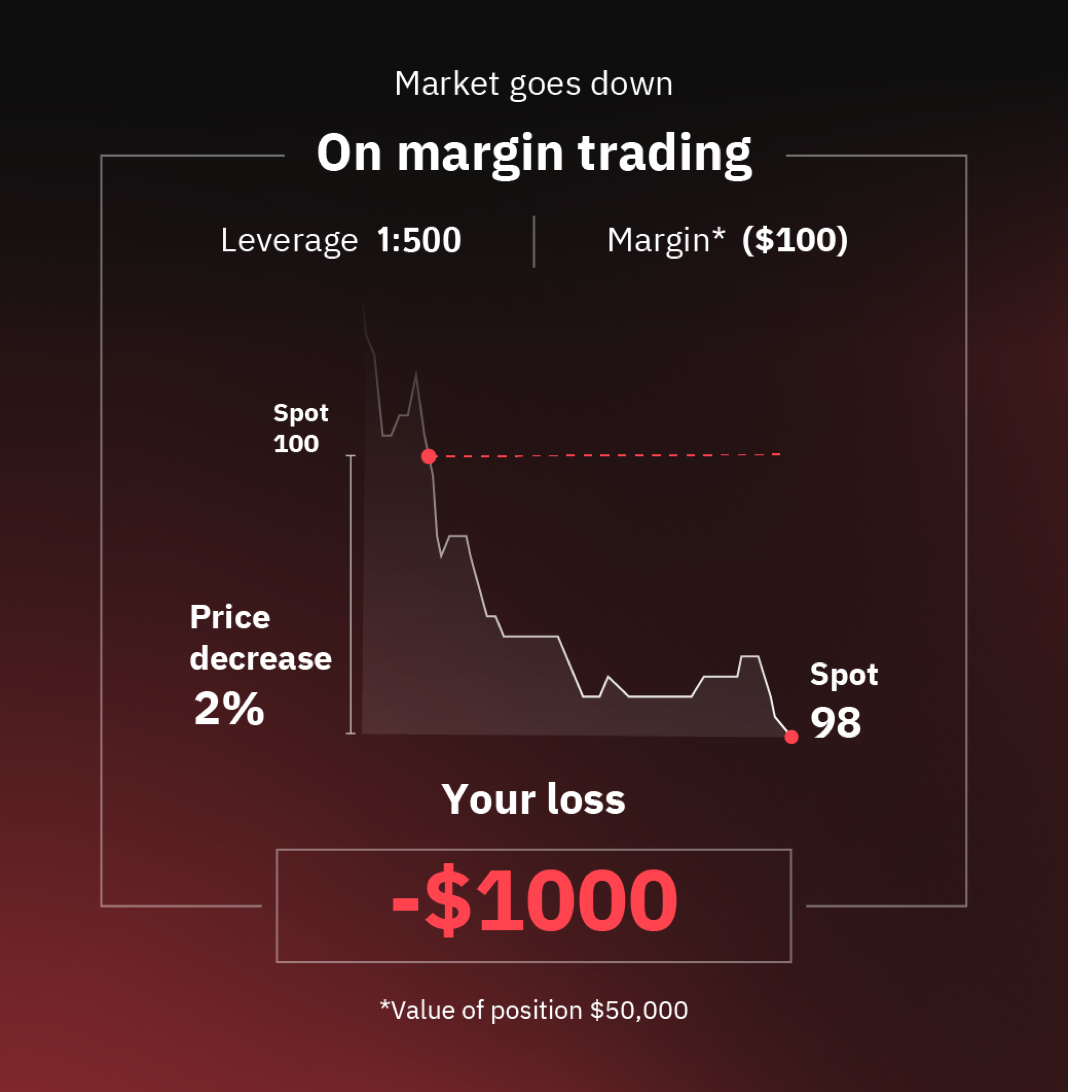 Market goes down
On margin trading
Leverage 1:500
Margin* ($100)
Spot
100
Price
decrease
2%
Spot
98
Your loss
-$1000
*Value of position $50,000